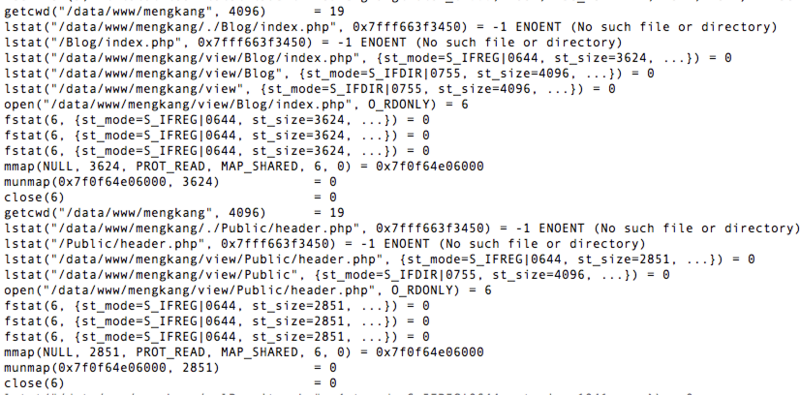 getcwd("/data/www/mengkang", 4096)      = 19
lstat("/data/www/mengkang/./Blog/index.php", 0x7fff663f3450) = -1 ENOENT (No such file or directory)
lstat("/Blog/index.php", 0x7fff663f3450) = -1 ENOENT (No such file or directory)
lstat("/data/www/mengkang/view/Blog/index.php", {st_mode=S_IFREG|0644, st_size=3624, ...}) = 0
lstat("/data/www/mengkang/view/Blog", {st_mode=S_IFDIR|0755, st_size=4096, ...}) = 0
lstat("/data/www/mengkang/view", {st_mode=S_IFDIR|0755, st_size=4096, ...}) = 0
open("/data/www/mengkang/view/Blog/index.php", O_RDONLY) = 6
fstat(6, {st_mode=S_IFREG|0644, st_size=3624, ...}) = 0
fstat(6, {st_mode=S_IFREG|0644, st_size=3624, ...}) = 0
fstat(6, {st_mode=S_IFREG|0644, st_size=3624, ...}) = 0
mmap(NULL, 3624, PROT_READ, MAP_SHARED, 6, 0) = 0x7f0f64e06000
munmap(0x7f0f64e06000, 3624)            = 0
close(6)                                = 0
getcwd("/data/www/mengkang", 4096)      = 19
lstat("/data/www/mengkang/./Public/header.php", 0x7fff663f3450) = -1 ENOENT (No such file or directory)
lstat("/Public/header.php", 0x7fff663f3450) = -1 ENOENT (No such file or directory)
lstat("/data/www/mengkang/view/Public/header.php", {st_mode=S_IFREG|0644, st_size=2851, ...}) = 0
lstat("/data/www/mengkang/view/Public", {st_mode=S_IFDIR|0755, st_size=4096, ...}) = 0
open("/data/www/mengkang/view/Public/header.php", O_RDONLY) = 6
fstat(6, {st_mode=S_IFREG|0644, st_size=2851, ...}) = 0
fstat(6, {st_mode=S_IFREG|0644, st_size=2851, ...}) = 0
fstat(6, {st_mode=S_IFREG|0644, st_size=2851, ...}) = 0
mmap(NULL, 2851, PROT_READ, MAP_SHARED, 6, 0) = 0x7f0f64e06000
munmap(0x7f0f64e06000, 2851)            = 0
close(6)                                = 0